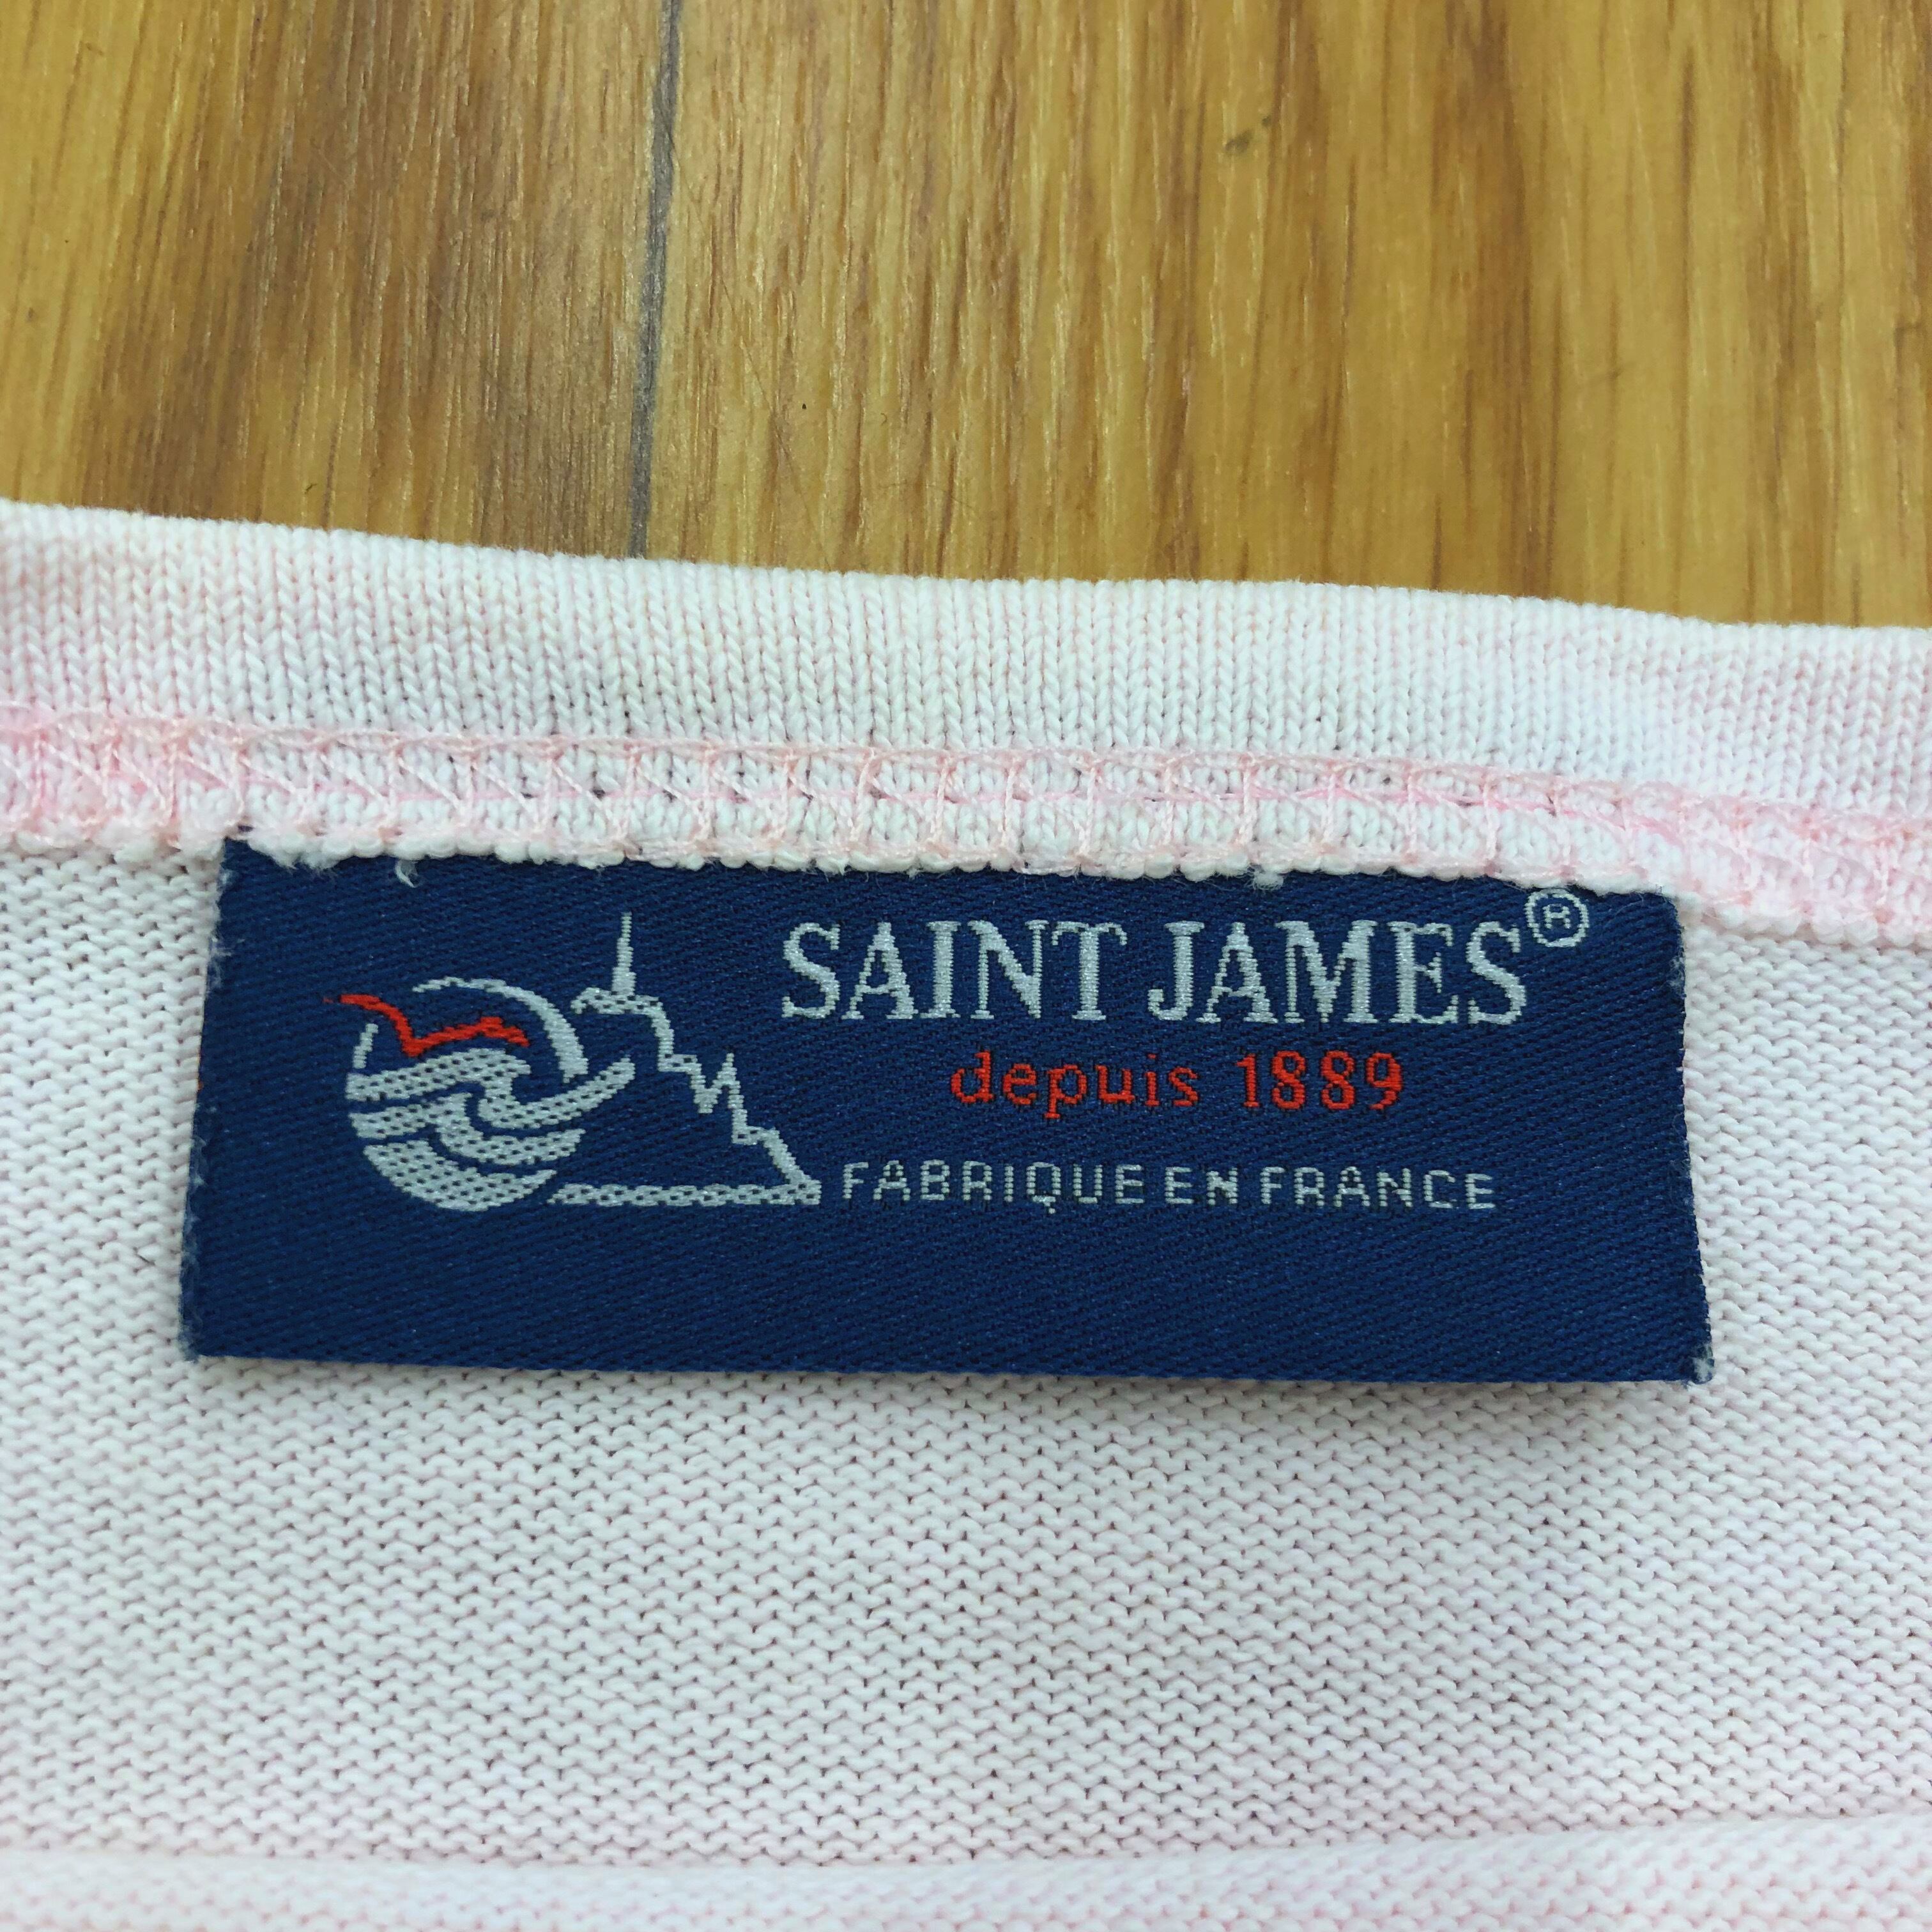 SAINT JAMES®
depuis 1889
FABRIQUE EN FRANCE